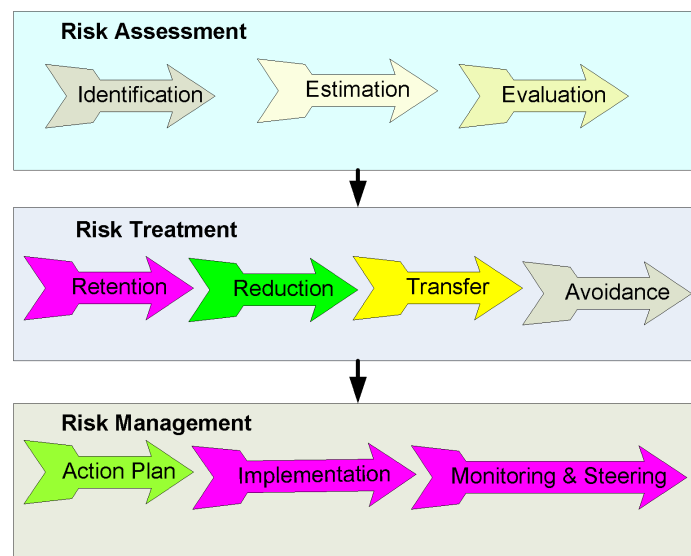 Risk Assessment
Identification
Estimation
Evaluation
Risk Treatment
Retention
Reduction
Transfer
Avoidance
Risk Management
Action Plan
Implementation
Monitoring & Steering